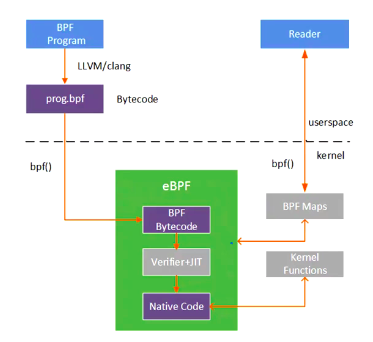 BPF
Program
Reader
LLVM/clang
prog.bpf
Bytecode
userspace
kernel
bpf()
bpf()
eBPF
BPF
Bytecode
BPF Maps
Verifier+JIT
Kernel
Functions
Native Code